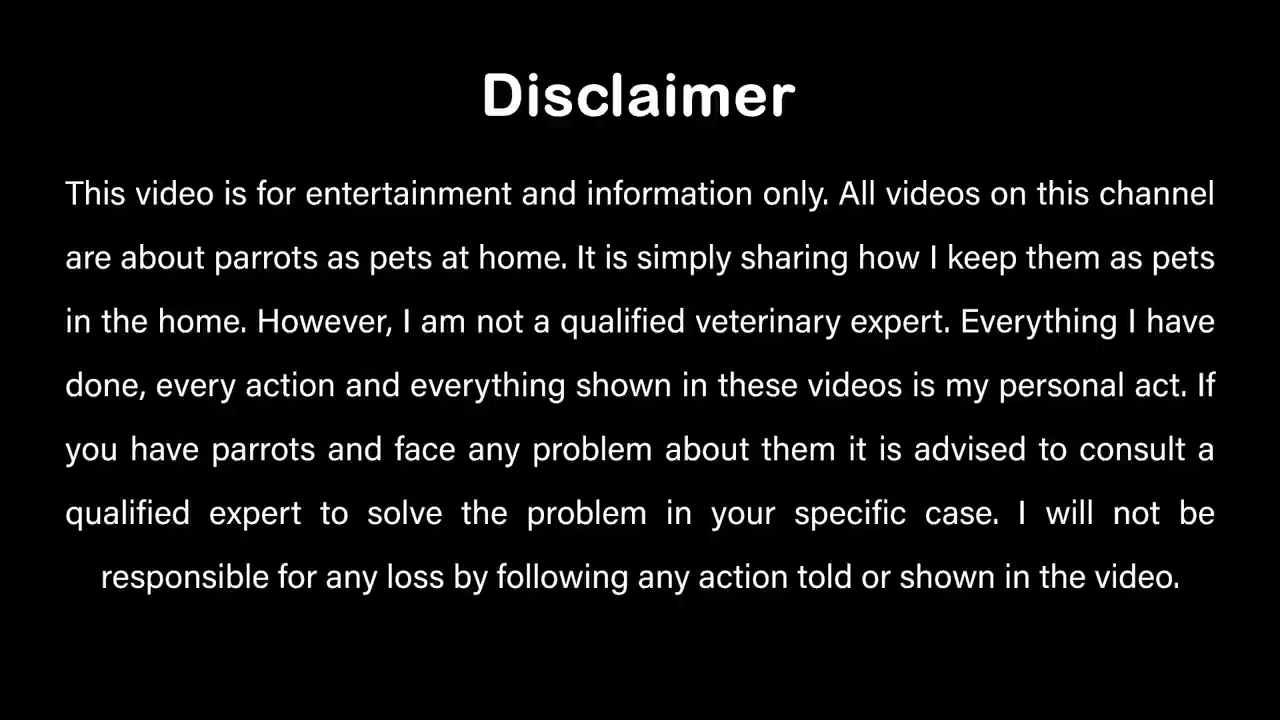 Disclaimer
This video is for entertainment and information only. All videos on this channel
are about parrots as pets at home. It is simply sharing how I keep them as pets
in the home. However, I am not a qualified veterinary expert. Everything I have
done, every action and everything shown in these videos is my personal act. If
you have parrots and face any problem about them it is advised to consult a
qualified expert to solve the problem in your specific case. I will not be
responsible for any loss by following any action told or shown in the video.